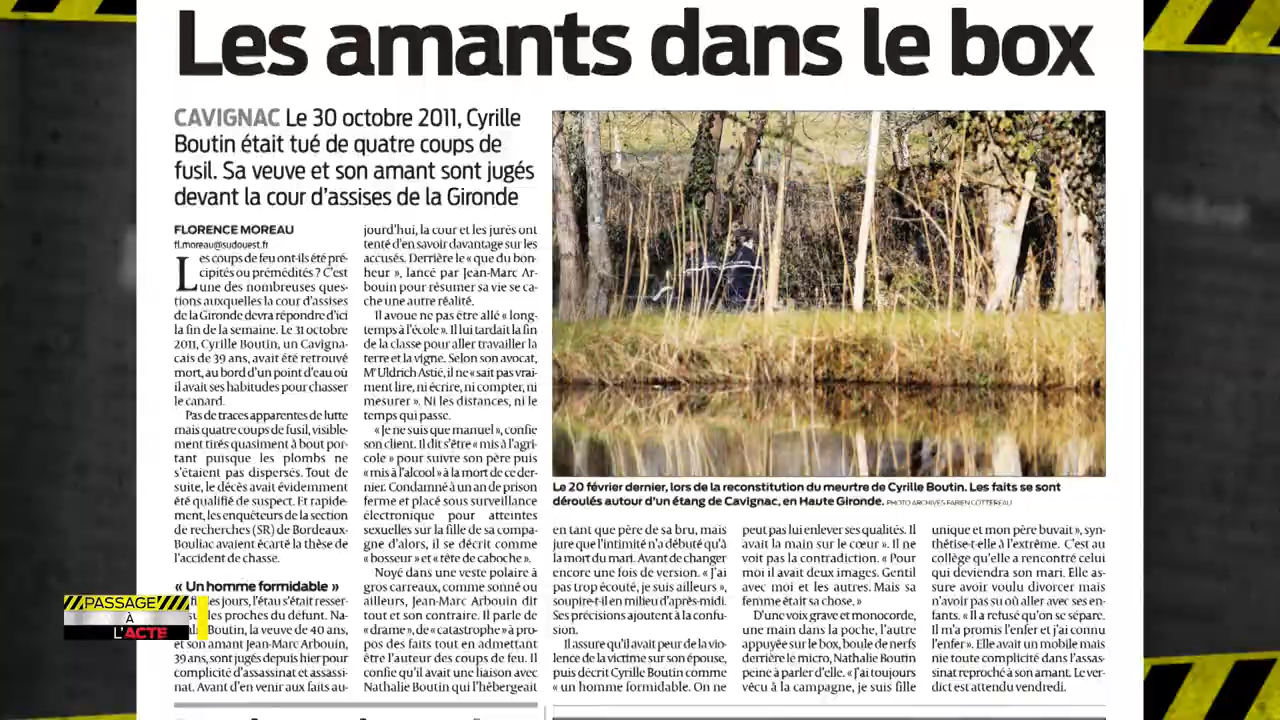 Les amants dans le box
CAVIGNAC Le 30 octobre 2011, Cyrille
Boutin était tué de quatre coups de
fusil. Sa veuve et son amant sont jugés
devant la cour d'assises de la Gironde
FLORENCE MOREAU
fl.moreau@sudouest.fr
Les coups de feu ont-ils été pré-
cipités ou prémédités ? C'est
une des nombreuses ques-
tions auxquelles la cour d'assises
de la Gironde devra répondre d'ici
la fin de la semaine. Le 31 octobre
2011, Cyrille Boutin, un Cavigna-
cais de 39 ans, avait été retrouvé
mort, au bord d'un point d'eau où
il avait ses habitudes pour chasser
le canard.
Pas de traces apparentes de lutte
mais quatre coups de fusil, visible-
ment tirés quasiment à bout por-
tant puisque les plombs ne
s'étaient pas dispersés. Tout de
suite, le décès avait évidemment
été qualifié de suspect. Et rapide-
ment, les enquêteurs de la section
de recherches (SR) de Bordeaux-
Bouliac avaient écarté la thèse de
l'accident de chasse.
« Un homme formidable »
les jours, l'étau s'était resser-
les proches du défunt. Na-
Boutin, la veuve de 40 ans,
et son amant Jean-Marc Arbouin,
39 ans, sont jugés depuis hier pour
complicité d'assassinat et assassi-
nat. Avant d'en venir aux faits au-
jourd'hui, la cour et les jurés ont
tenté d'en savoir davantage sur les
accusés. Derrière le « que du bon-
heur », lancé par Jean-Marc Ar-
bouin pour résumer sa vie se ca-
che une autre réalité.
Il avoue ne pas être allé « long-
temps à l'école ». Il lui tardait la fin
de la classe pour aller travailler la
terre et la vigne. Selon son avocat,
Me Uldrich Astié, il ne « sait pas vrai-
ment lire, ni écrire, ni compter, ni
mesurer ». Ni les distances, ni le
temps qui passe.
« Je ne suis que manuel », confie
son client. Il dit s'être « mis à l'agri-
cole » pour suivre son père puis
« mis à l'alcool » à la mort de ce der-
nier. Condamné à un an de prison
ferme et placé sous surveillance
électronique pour atteintes
sexuelles sur la fille de sa compa-
gne d'alors, il se décrit comme
« bosseur » et « tête de caboche ».
Noyé dans une veste polaire à
gros carreaux, comme sonné ou
ailleurs, Jean-Marc Arbouin dit
tout et son contraire. Il parle de
« drame », de « catastrophe » à pro-
pos des faits tout en admettant
être l'auteur des coups de feu. Il
confie qu'il avait une liaison avec
Nathalie Boutin qui l'hébergeait
Le 20 février dernier, lors de la reconstitution du meurtre de Cyrille Boutin. Les faits se sont
déroulés autour d'un étang de Cavignac, en Haute Gironde. PHOTO ARCHIVES FABIEN COTTEREAU
en tant que père de sa bru, mais
jure que l'intimité n'a débuté qu'à
la mort du mari. Avant de changer
encore une fois de version. « J'ai
pas trop écouté, je suis ailleurs »,
soupire-t-il en milieu d'après-midi.
Ses précisions ajoutent à la confu-
sion.
Il assure qu'il avait peur de la vio-
lence de la victime sur son épouse,
puis décrit Cyrille Boutin comme
« un homme formidable. On ne
peut pas lui enlever ses qualités. Il
avait la main sur le cœur ». Il ne
voit pas la contradiction. « Pour
moi il avait deux images. Gentil
avec moi et les autres. Mais sa
femme était sa chose. »
D'une voix grave et monocorde,
une main dans la poche, l'autre
appuyée sur le box, boule de nerfs
derrière le micro, Nathalie Boutin
peine à parler d'elle. « J'ai toujours
vécu à la campagne, je suis fille
unique et mon père buvait », syn-
thétise-t-elle à l'extrême. C'est au
collège qu'elle a rencontré celui
qui deviendra son mari. Elle as-
sure avoir voulu divorcer mais
n'avoir pas su où aller avec ses en-
fants. « Il a refusé qu'on se sépare.
Il m'a promis l'enfer et j'ai connu
l'enfer ». Elle avait un mobile mais
nie toute complicité dans l'assas-
sinat reproché à son amant. Le ver-
dict est attendu vendredi.
PASSAGE
À
L'ACTE